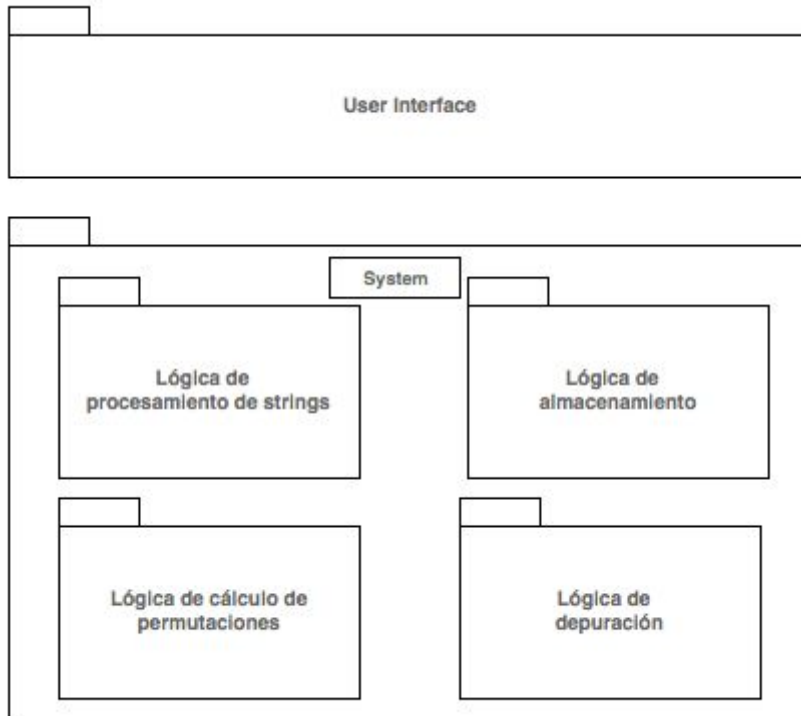 User Interface
System
Lógica de
procesamiento de strings
Lógica de
almacenamiento
Lógica de cálculo de
permutaciones
Lógica de
depuración